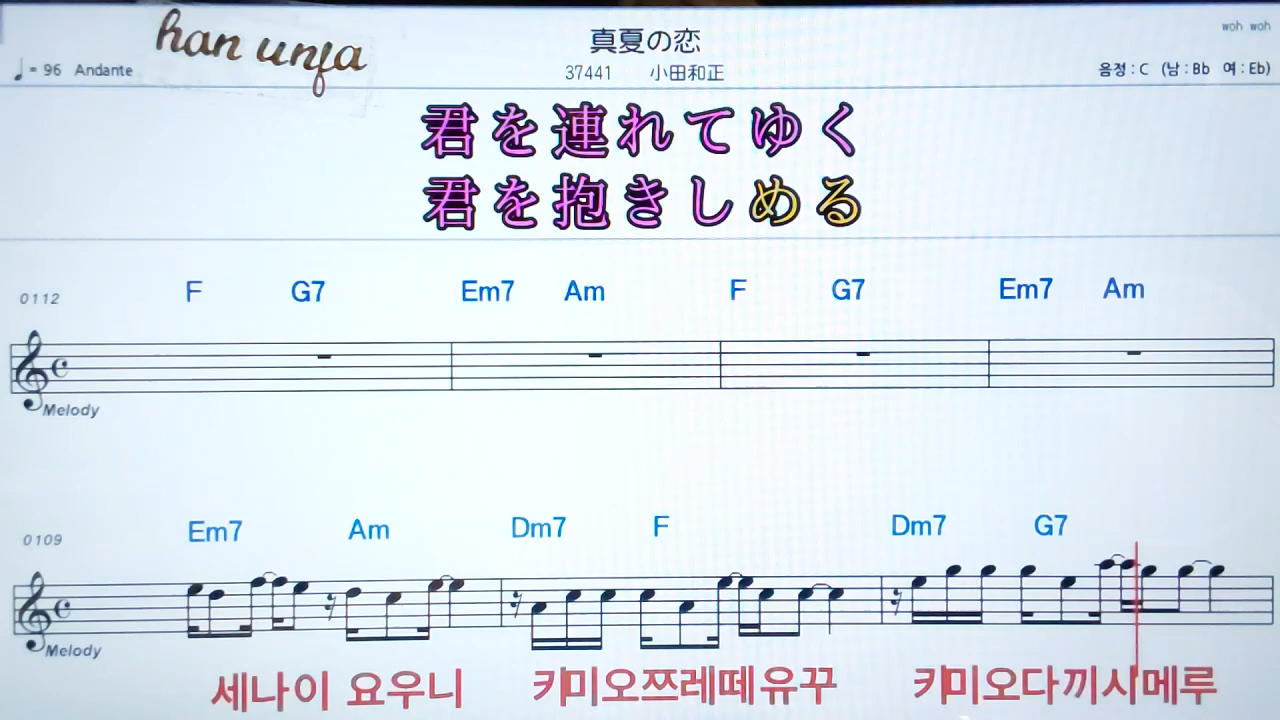 han unja
真夏の恋
woh woh
♩= 96 Andante
37441 小田和正
음정 : C (남 : Bb 여 : Eb)
君を連れてゆく
君を抱きしめる
0112 F G7 Em7 Am F G7 Em7 Am
Melody
0109 Em7 Am Dm7 F Dm7 G7
Melody
세나이 요우니 키미오쯔레떼유꾸 키미오다끼시메루